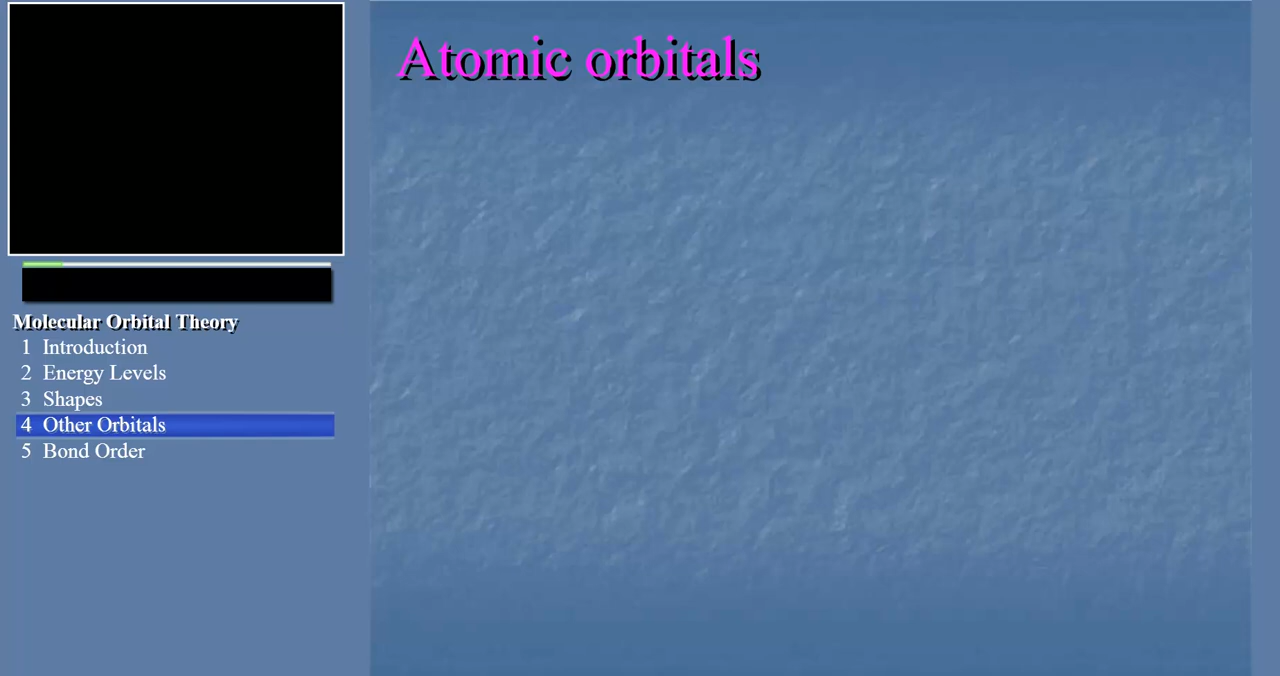 Atomic orbitals
Molecular Orbital Theory
1 Introduction
2 Energy Levels
3 Shapes
4 Other Orbitals
5 Bond Order